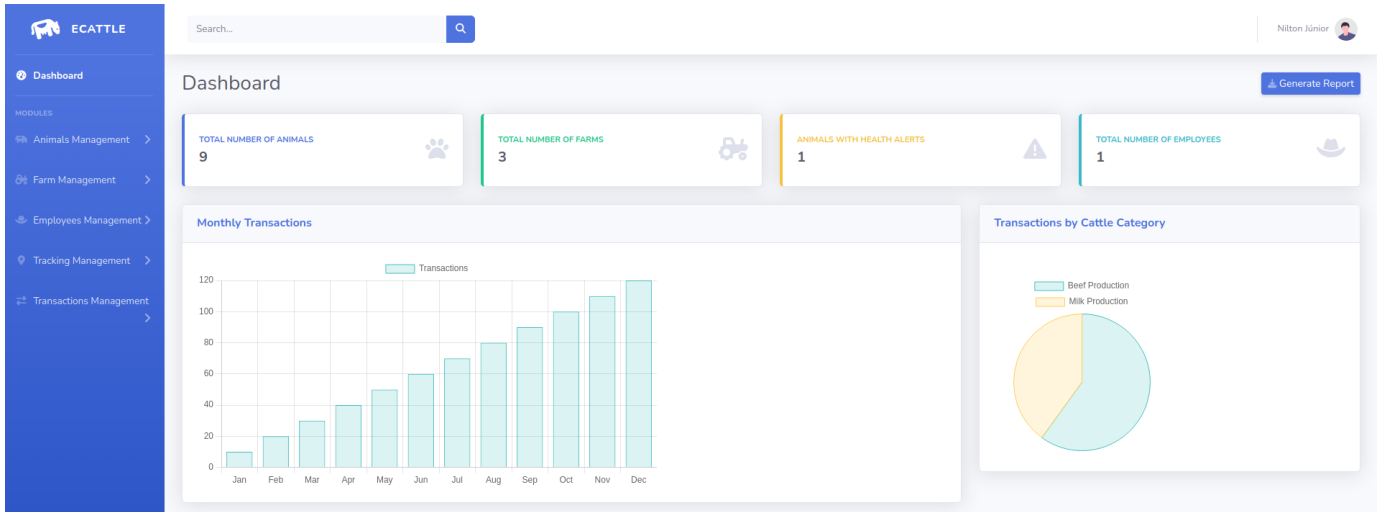 ECATTLE
Search...
Nilton Júnior
Dashboard
MODULES
Animals Management
Farm Management
Employees Management
Tracking Management
Transactions Management
Dashboard
Generate Report
TOTAL NUMBER OF ANIMALS
9
TOTAL NUMBER OF FARMS
3
ANIMALS WITH HEALTH ALERTS
1
TOTAL NUMBER OF EMPLOYEES
1
Monthly Transactions
Transactions
120
100
80
60
40
20
0
Jan Feb Mar Apr May Jun Jul Aug Sep Oct Nov Dec
Transactions by Cattle Category
Beef Production
Milk Production